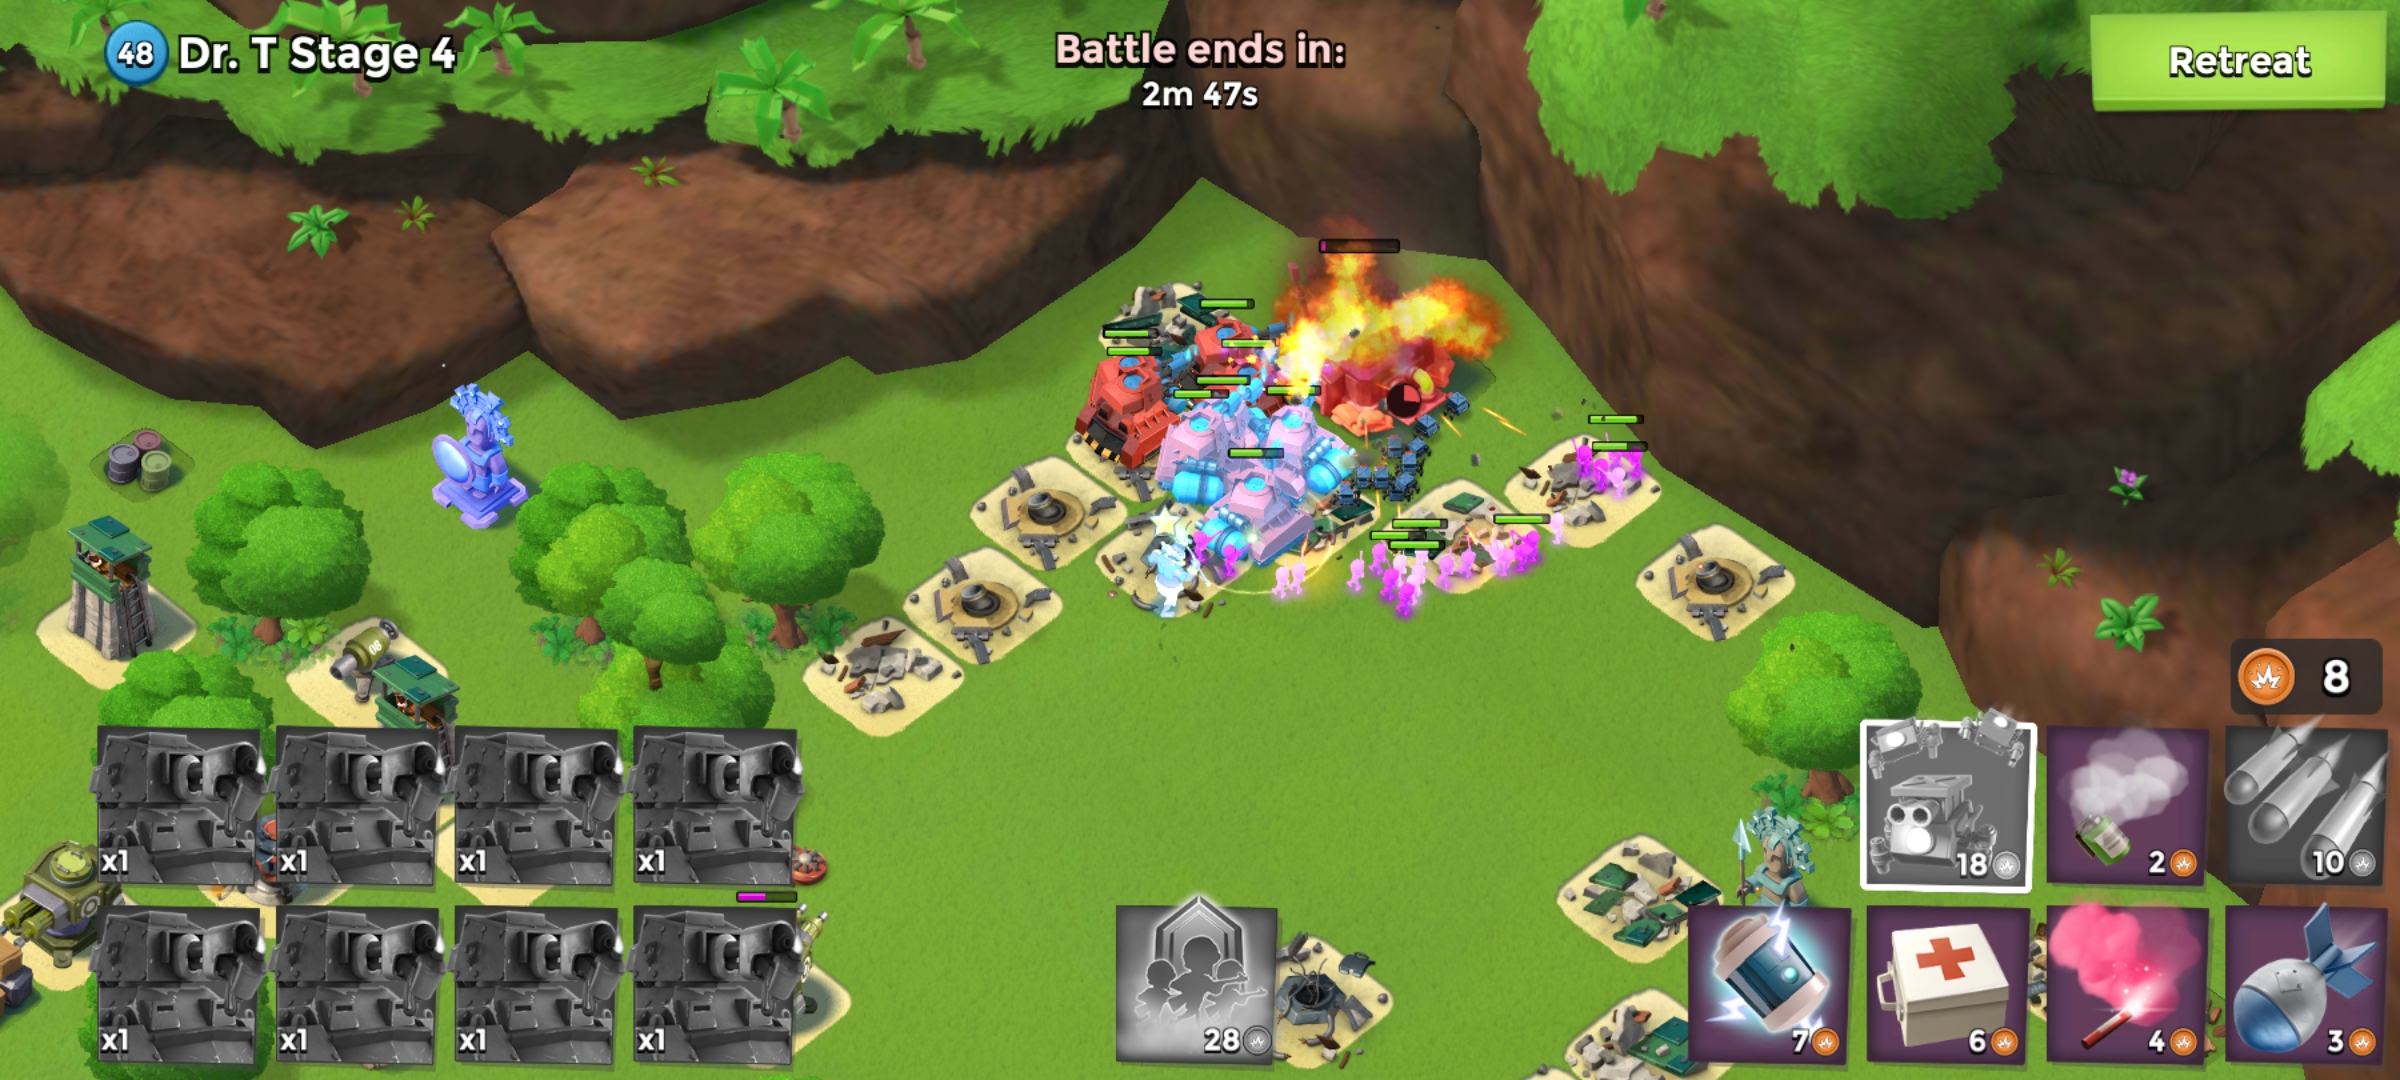 48 Dr. T Stage 4
Battle ends in:
2m 47s
Retreat
8
x1 x1 x1 x1
18 2 10
x1 x1 x1 x1
28 7 6 4 3